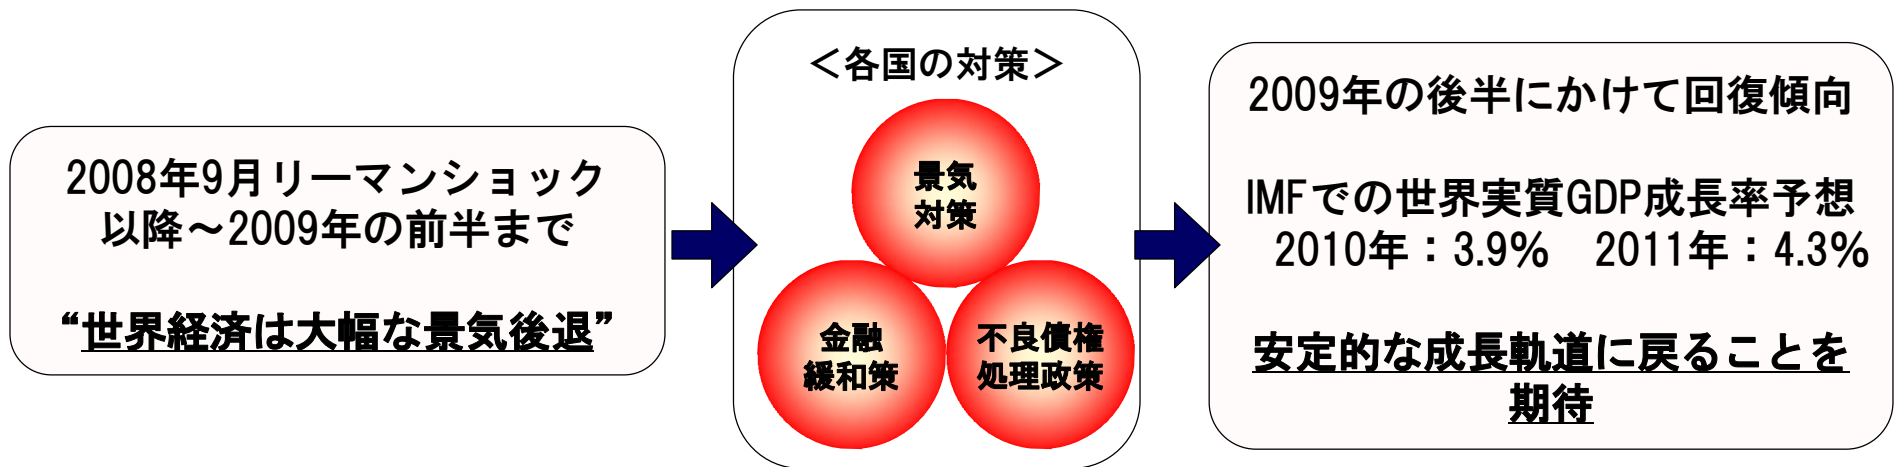 2008年9月リーマンショック
以降～2009年の前半まで
“世界経済は大幅な景気後退”
＜各国の対策＞
景気
対策
金融
緩和策
不良債権
処理政策
2009年の後半にかけて回復傾向
IMFでの世界実質GDP成長率予想
2010年：3.9%　2011年：4.3%
安定的な成長軌道に戻ることを
期待